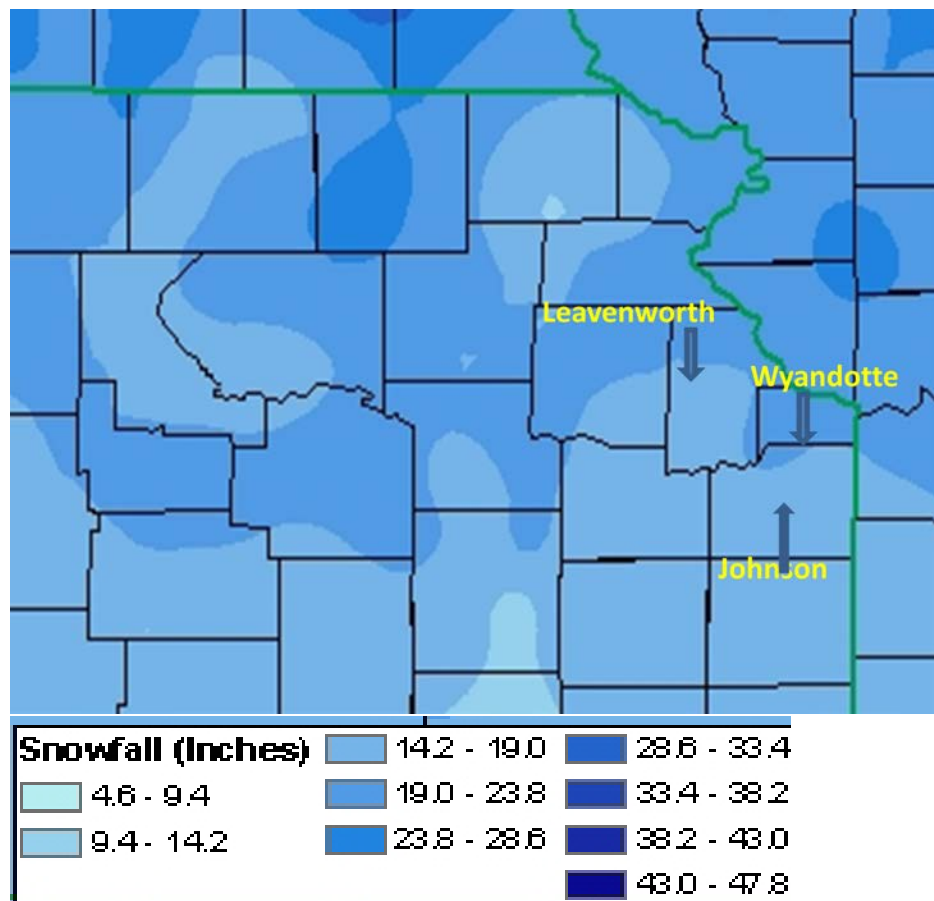 Leavenworth
Wyandotte
Johnson
Snowfall (Inches)
4.6 - 9.4
9.4 - 14.2
14.2 - 19.0
19.0 - 23.8
23.8 - 28.6
28.6 - 33.4
33.4 - 38.2
38.2 - 43.0
43.0 - 47.8